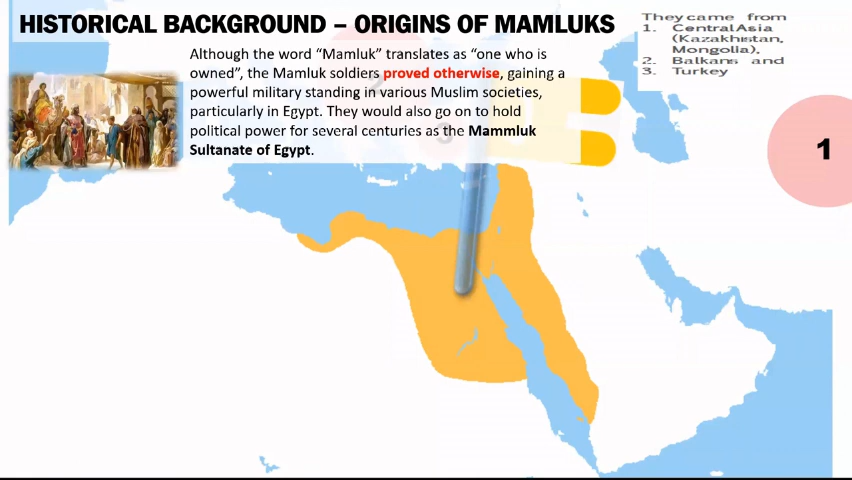 HISTORICAL BACKGROUND – ORIGINS OF MAMLUKS
Although the word “Mamluk” translates as “one who is
owned”, the Mamluk soldiers proved otherwise, gaining a
powerful military standing in various Muslim societies,
particularly in Egypt. They would also go on to hold
political power for several centuries as the Mammluk
Sultanate of Egypt.
They came from
1. Central Asia
(Kazakhstan,
Mongolia),
2. Balkans and
3. Turkey
1